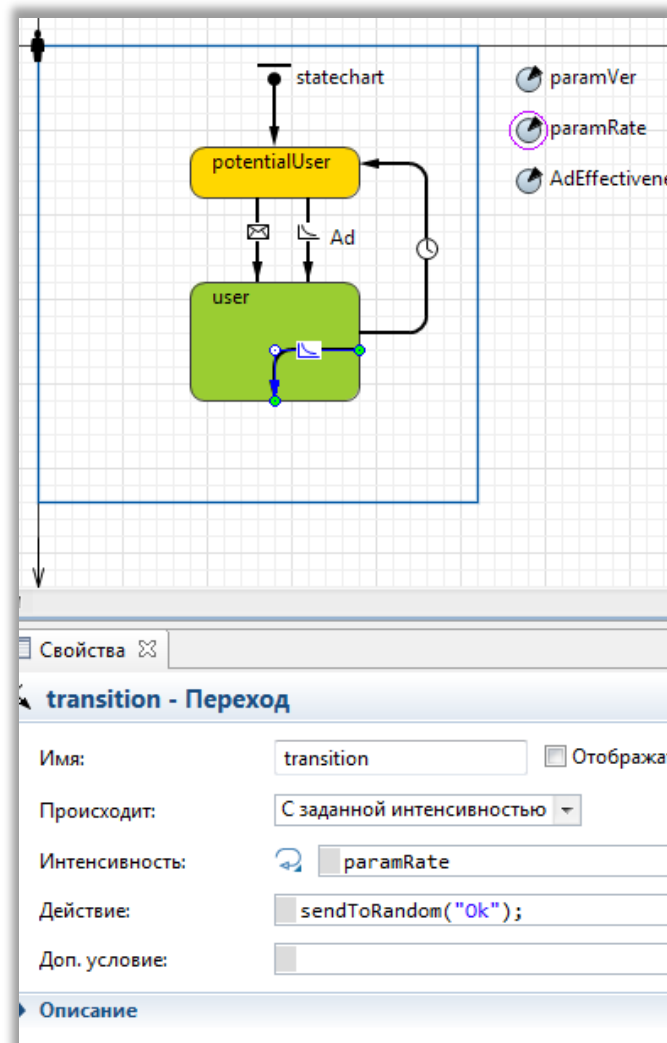 statechart
paramVer
potentialUser
paramRate
AdEffectivene
Ad
user
Свойства
transition - Переход
Имя:
transition
Отобража
Происходит:
С заданной интенсивностью
Интенсивность:
paramRate
Действие:
sendToRandom("Ok");
Доп. условие:
Описание